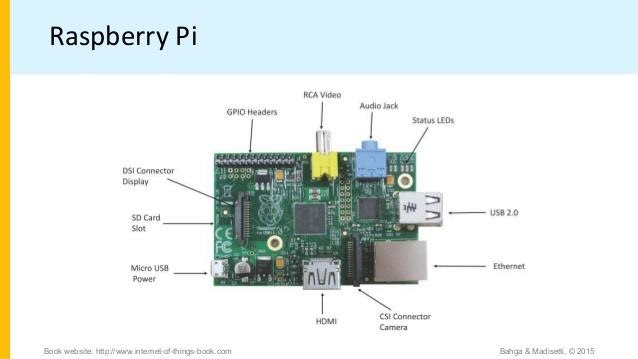 Raspberry Pi
RCA Video
Audio Jack
GPIO Headers
Status LEDs
DSI Connector
Display
SD Card
Slot
USB 2.0
Micro USB
Power
Ethernet
HDMI
CSI Connector
Camera
Book website: http://www.internet-of-things-book.com
Bahga & Madisetti, © 2015